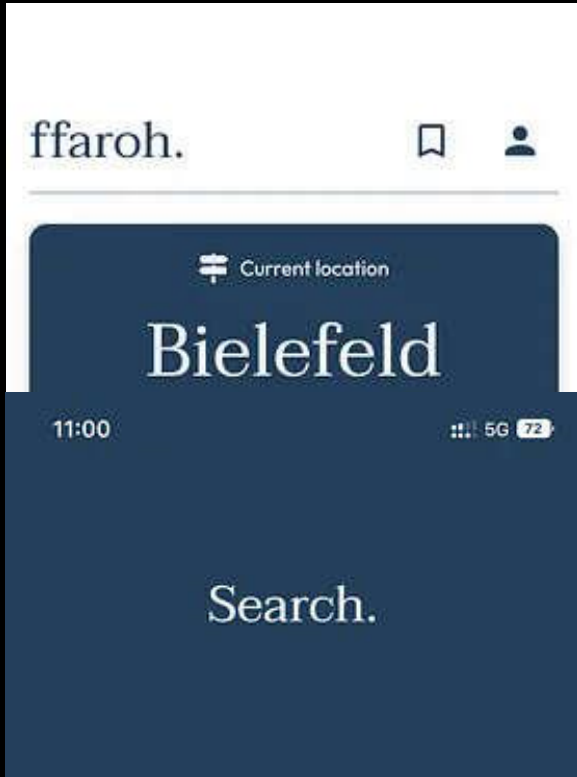 ffaroh.
Current location
Bielefeld
11:00
5G 72
Search.